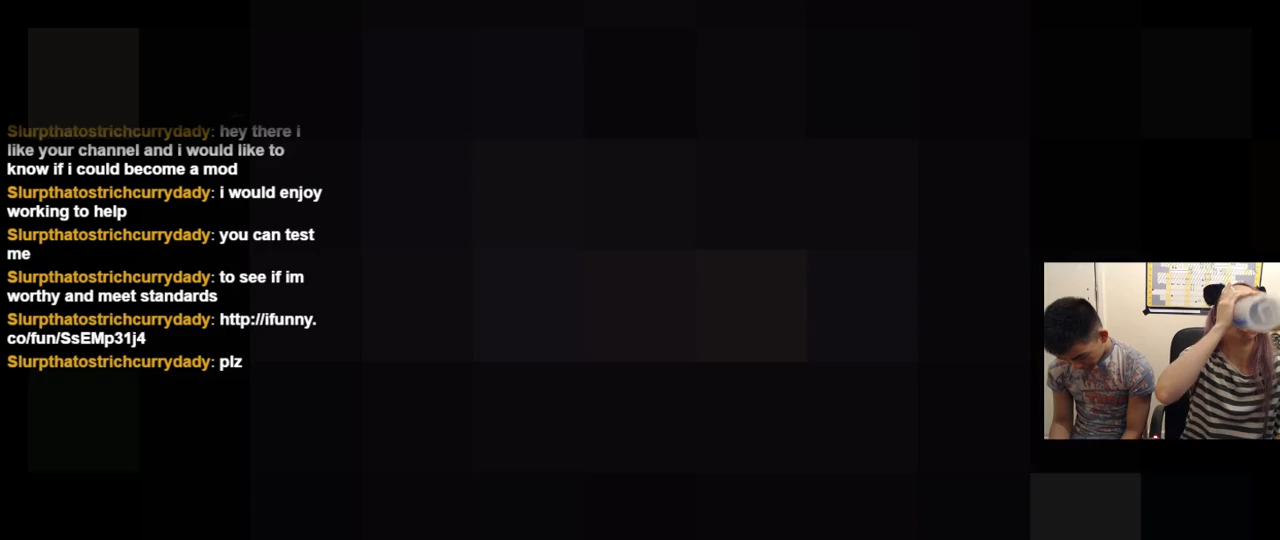 Slurpthatostrichcurrydady: hey there i
like your channel and i would like to
know if i could become a mod
Slurpthatostrichcurrydady: i would enjoy
working to help
Slurpthatostrichcurrydady: you can test
me
Slurpthatostrichcurrydady: to see if im
worthy and meet standards
Slurpthatostrichcurrydady: http://ifunny.
co/fun/SsEMp31j4
Slurpthatostrichcurrydady: plz